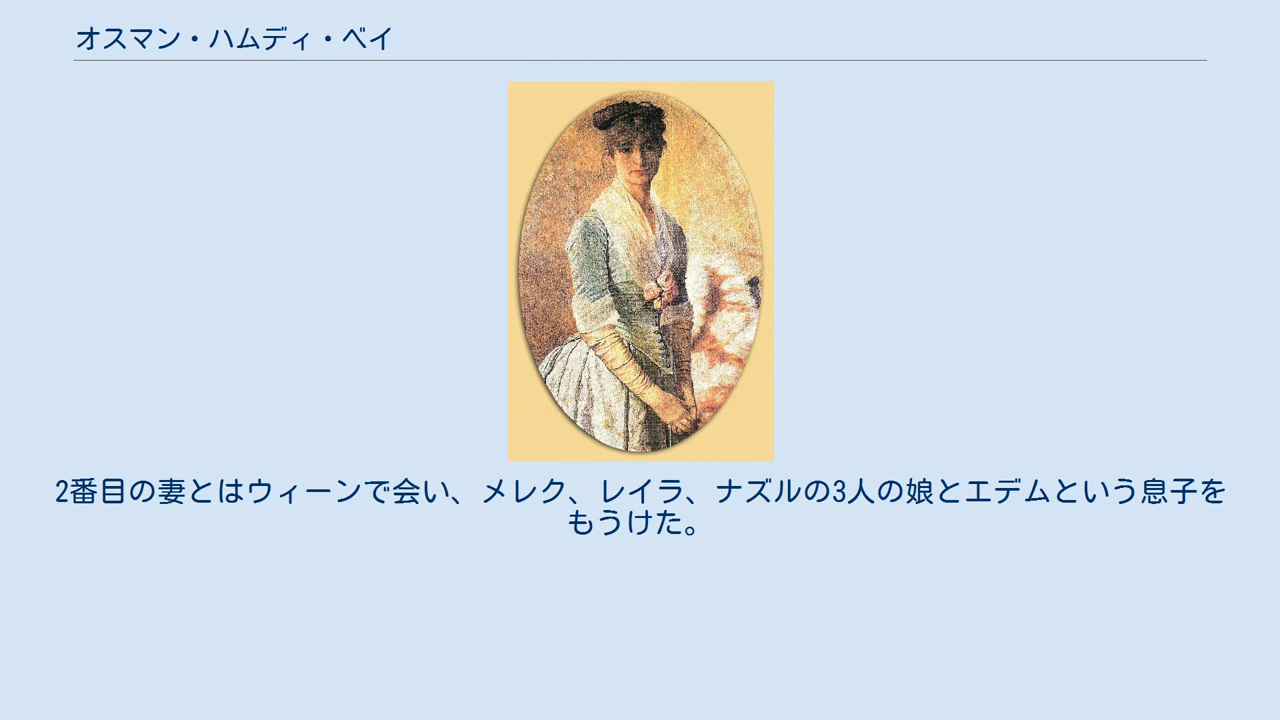 オスマン・ハムディ・ベイ
2番目の妻とはウィーンで会い、メレク、レイラ、ナズルの3人の娘とエデムという息子を
もうけた。